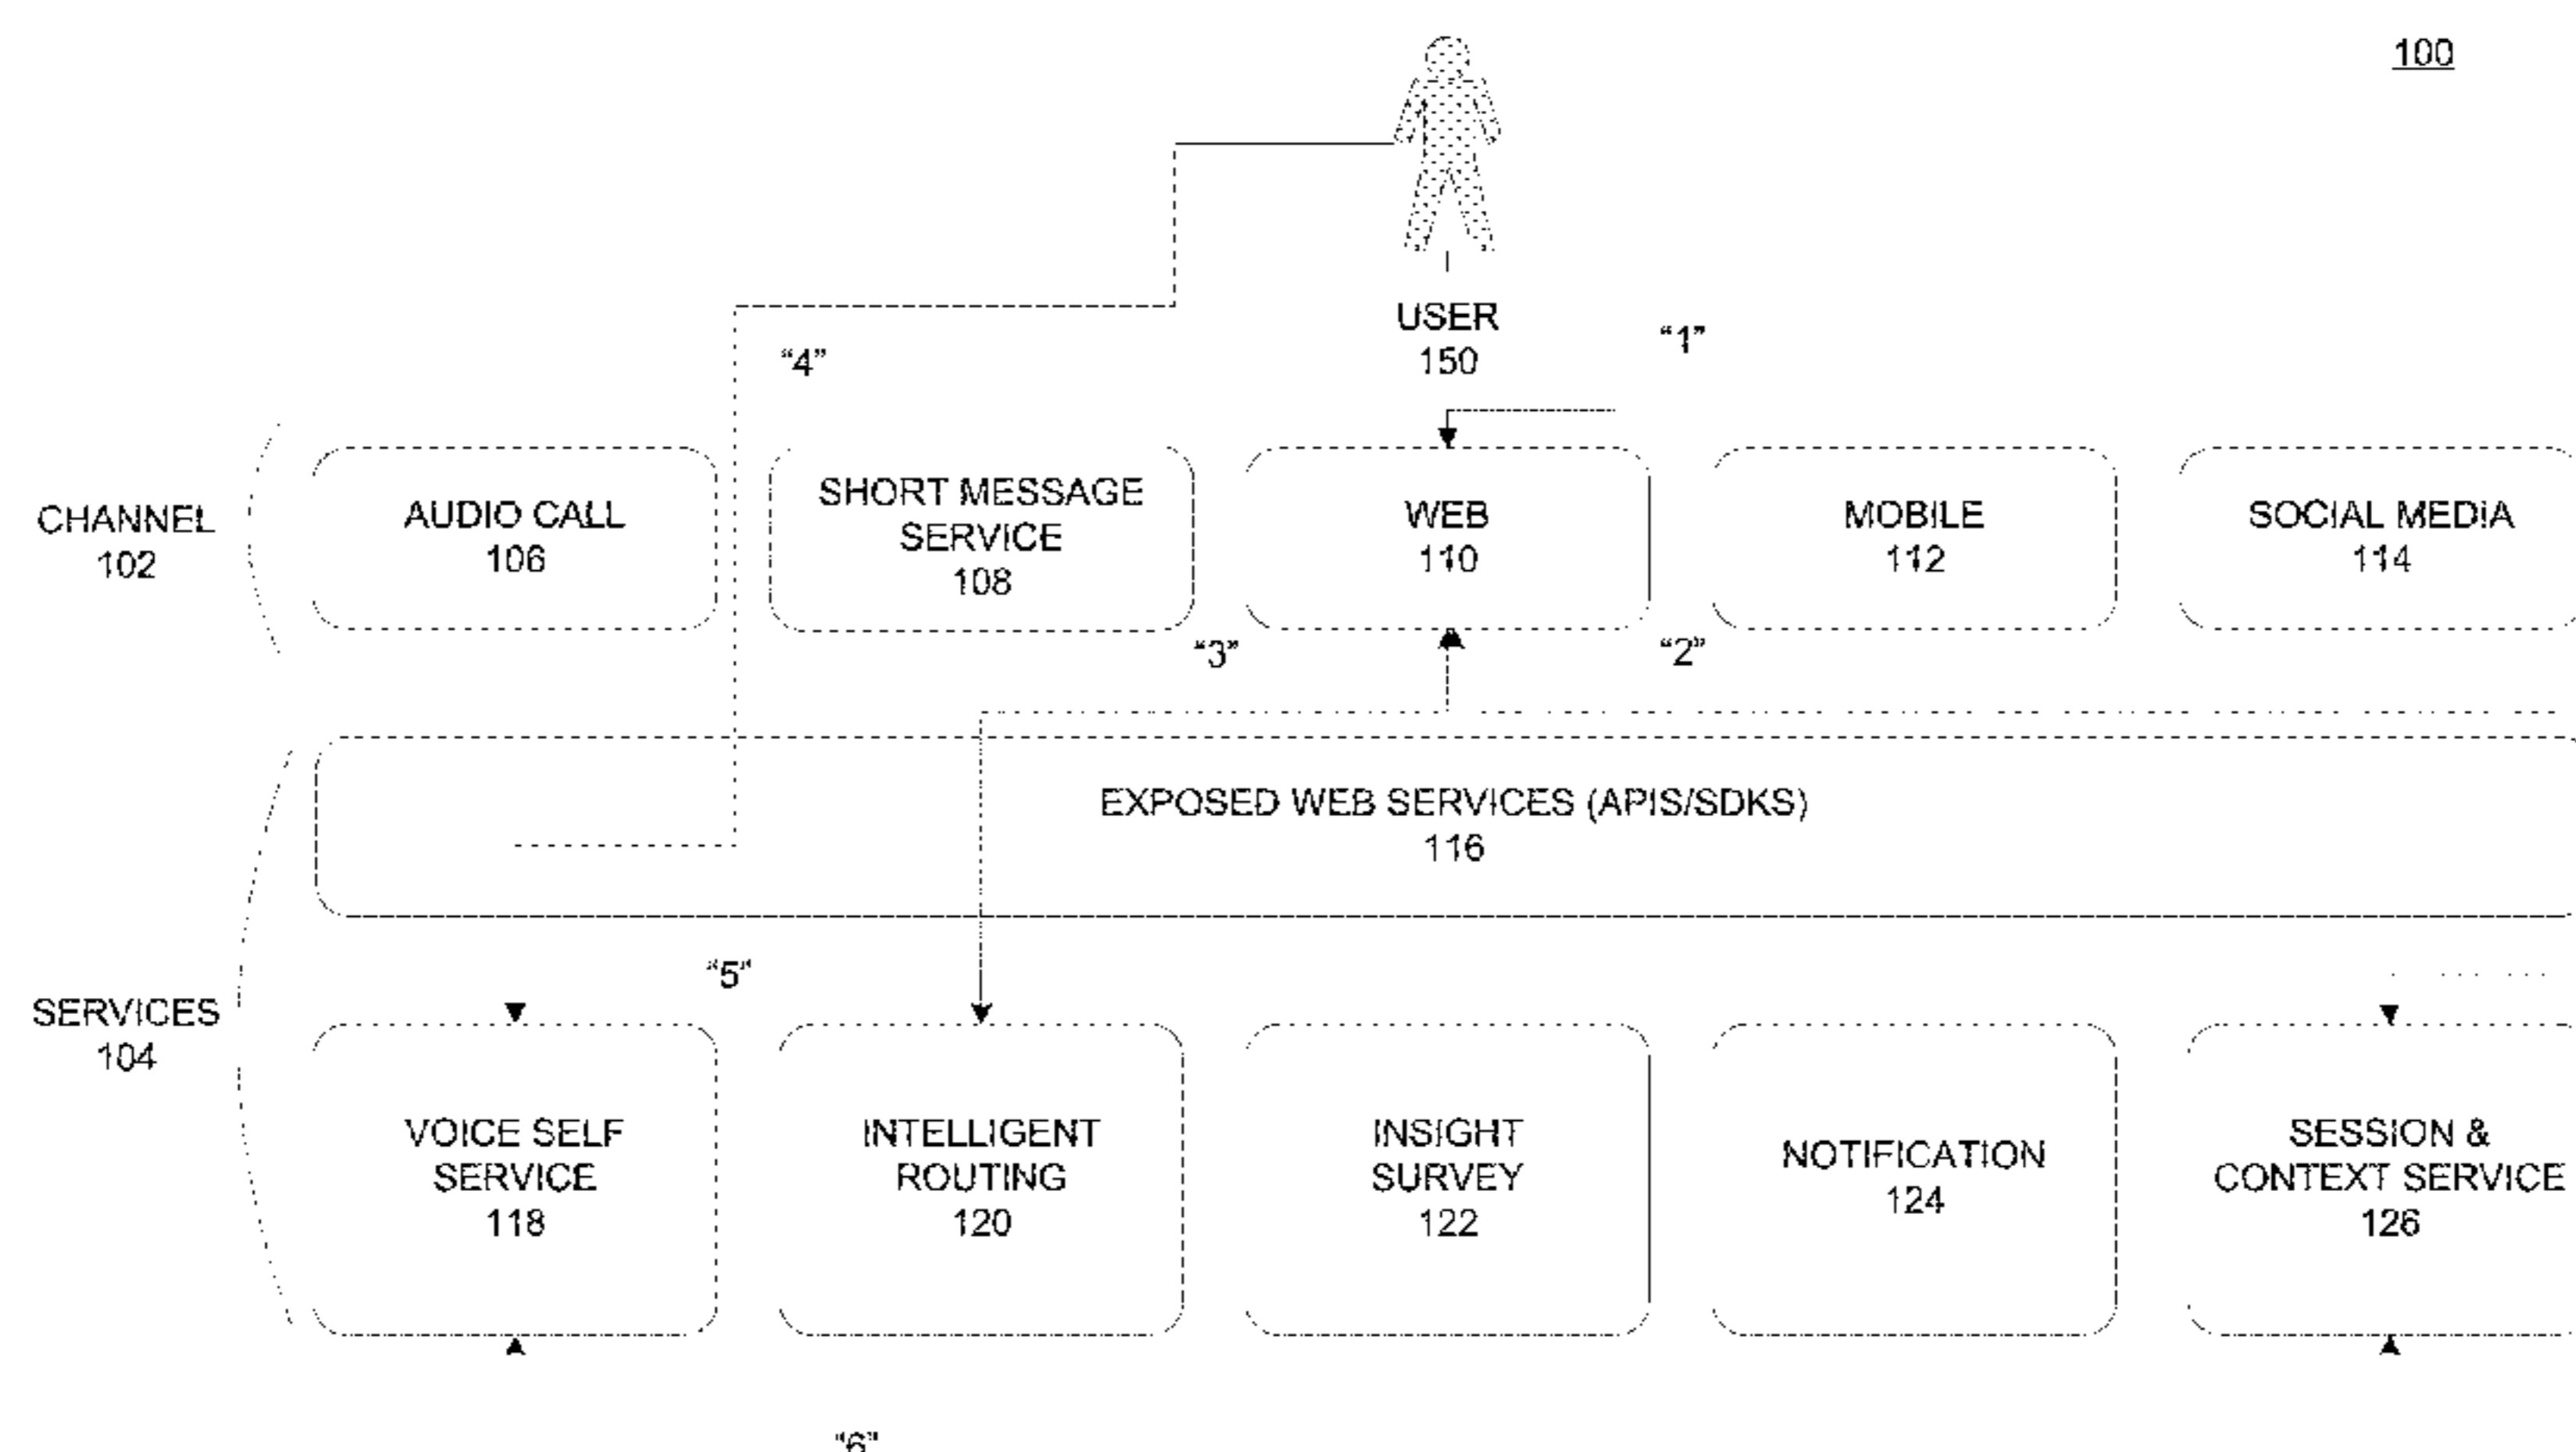 100
USER
150
"1"
"4"
CHANNEL
102
AUDIO CALL
106
SHORT MESSAGE
SERVICE
108
WEB
110
MOBILE
112
SOCIAL MEDIA
114
"3"
"2"
EXPOSED WEB SERVICES (APIS/SDKS)
116
"5"
SERVICES
104
VOICE SELF
SERVICE
118
INTELLIGENT
ROUTING
120
INSIGHT
SURVEY
122
NOTIFICATION
124
SESSION &
CONTEXT SERVICE
126
"6"